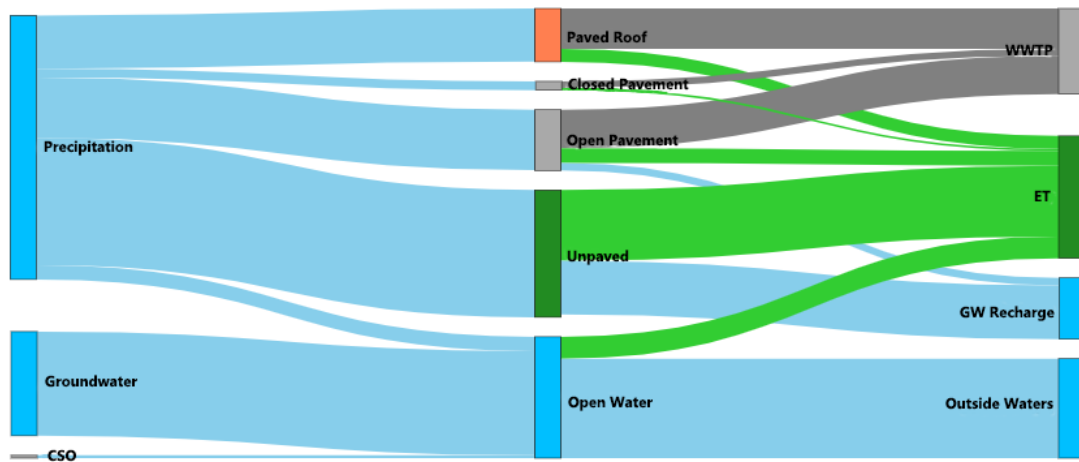 Paved Roof
WWTP
Closed Pavement
Open Pavement
Precipitation
ET
Unpaved
GW Recharge
Groundwater
Open Water
Outside Waters
CSO